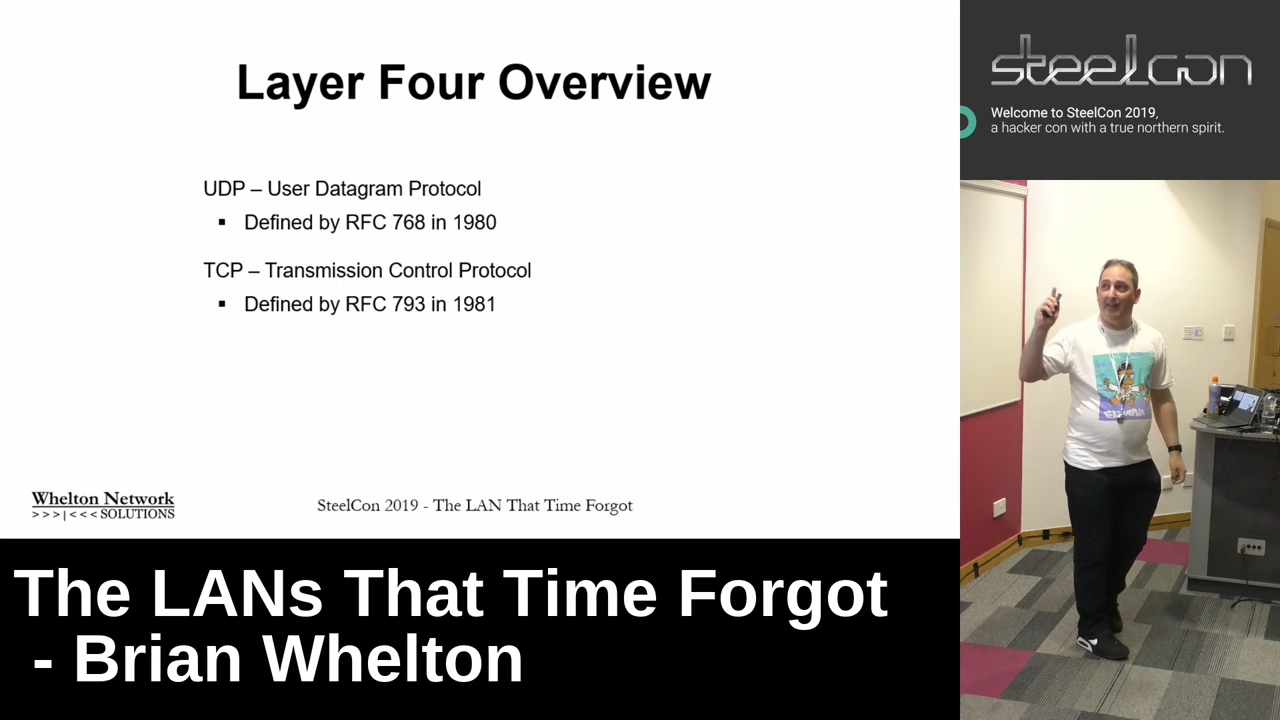 Layer Four Overview
UDP – User Datagram Protocol
▪ Defined by RFC 768 in 1980
TCP – Transmission Control Protocol
▪ Defined by RFC 793 in 1981
Whelton Network
>>>|<<< SOLUTIONS
SteelCon 2019 - The LAN That Time Forgot
The LANs That Time Forgot
- Brian Whelton
steelcon
Welcome to SteelCon 2019,
a hacker con with a true northern spirit.